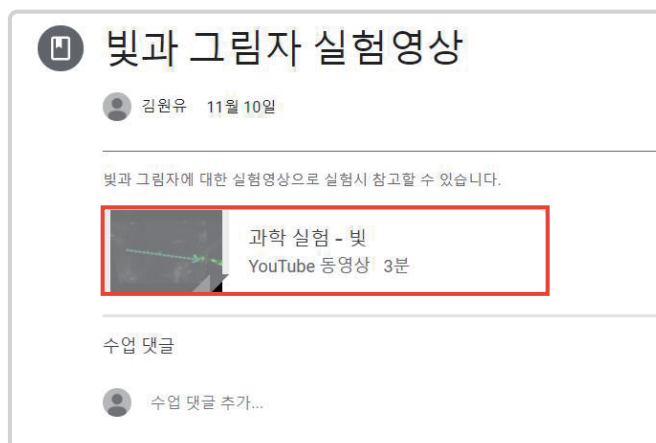 빛과 그림자 실험영상
김원유 11월 10일
빛과 그림자에 대한 실험영상으로 실험시 참고할 수 있습니다.
과학 실험 - 빛
YouTube 동영상 3분
수업 댓글
수업 댓글 추가...